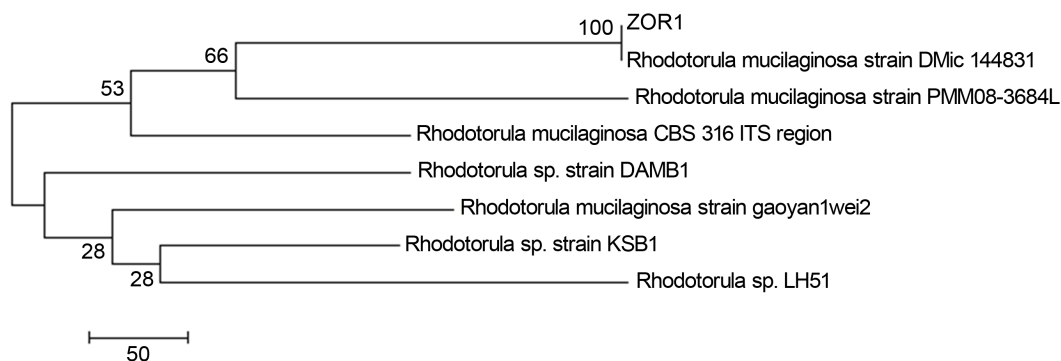 100 ZOR1
66
Rhodotorula mucilaginosa strain DMic 144831
53
Rhodotorula mucilaginosa strain PMM08-3684L
Rhodotorula mucilaginosa CBS 316 ITS region
Rhodotorula sp. strain DAMB1
Rhodotorula mucilaginosa strain gaoyan1wei2
28
Rhodotorula sp. strain KSB1
28
Rhodotorula sp. LH51
50